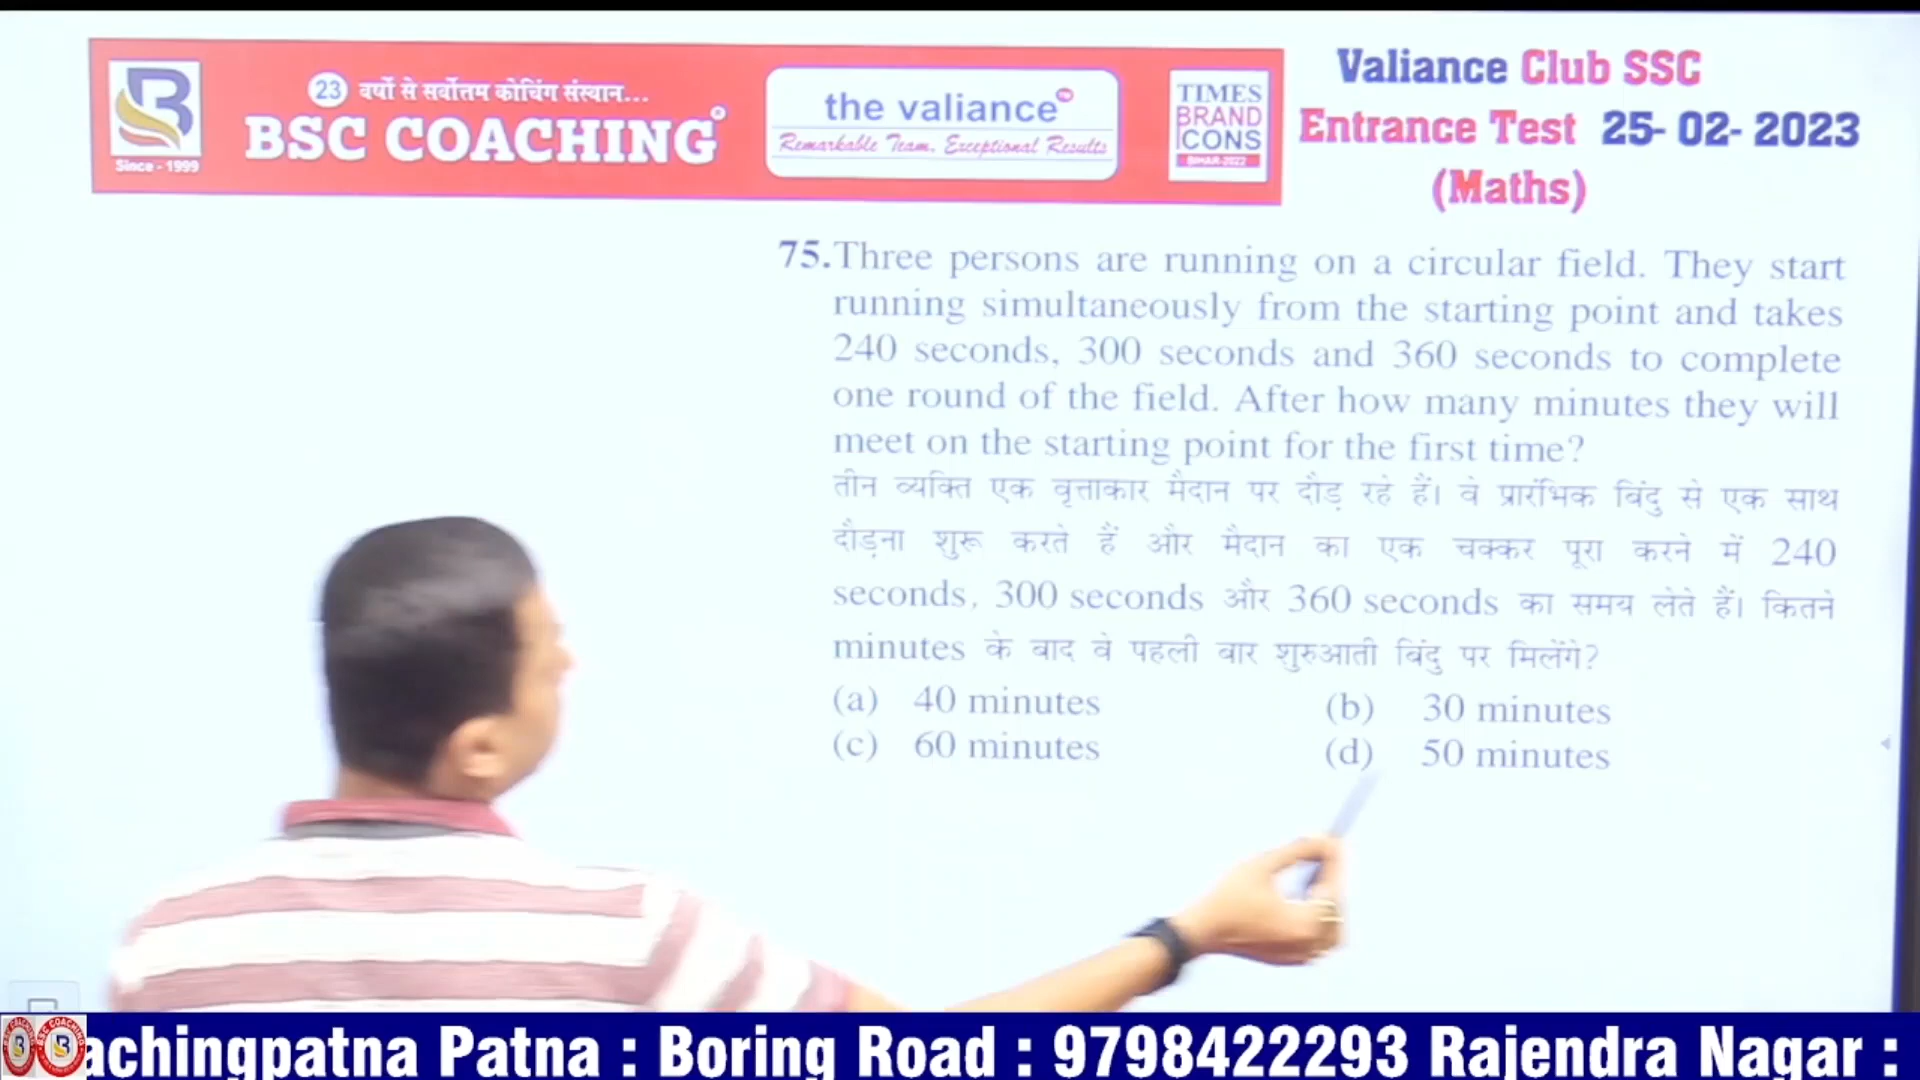 23 वर्षों से सर्वोत्तम कोचिंग संस्थान...
BSC COACHING
Since - 1999
the valiance
Remarkable Team, Exceptional Results
TIMES
BRAND
ICONS
BIHAR-2022
Valiance Club SSC
Entrance Test 25- 02- 2023
(Maths)
75.Three persons are running on a circular field. They start
running simultaneously from the starting point and takes
240 seconds, 300 seconds and 360 seconds to complete
one round of the field. After how many minutes they will
meet on the starting point for the first time?
तीन व्यक्ति एक वृत्ताकार मैदान पर दौड़ रहे हैं। वे प्रारंभिक बिंदु से एक साथ
दौड़ना शुरू करते हैं और मैदान का एक चक्कर पूरा करने में 240
seconds, 300 seconds और 360 seconds का समय लेते हैं। कितने
minutes के बाद वे पहली बार शुरुआती बिंदु पर मिलेंगे?
(a) 40 minutes (b) 30 minutes
(c) 60 minutes (d) 50 minutes
achingpatna Patna : Boring Road : 9798422293 Rajendra Nagar :